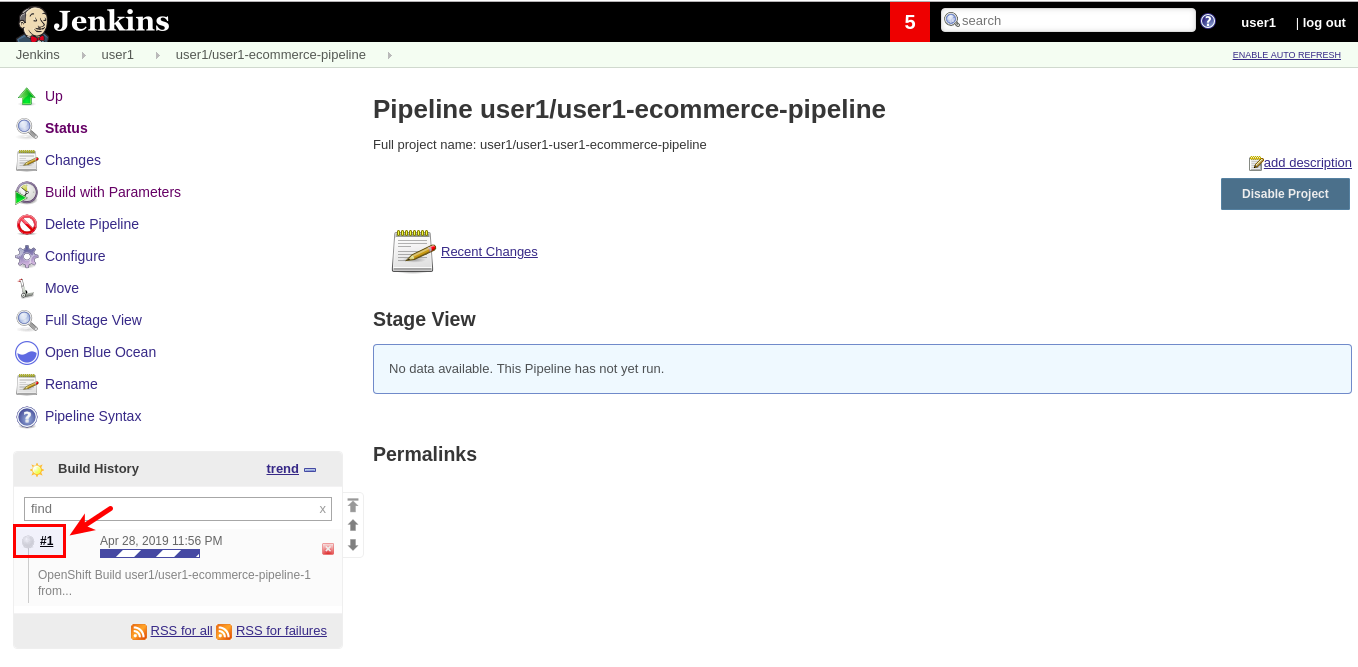 Jenkins
5
search
user1
| log out
Jenkins
user1
user1/user1-ecommerce-pipeline
ENABLE AUTO REFRESH
Up
Status
Changes
Build with Parameters
Delete Pipeline
Configure
Move
Full Stage View
Open Blue Ocean
Rename
Pipeline Syntax
Pipeline user1/user1-ecommerce-pipeline
Full project name: user1/user1-user1-ecommerce-pipeline
add description
Disable Project
Recent Changes
Stage View
No data available. This Pipeline has not yet run.
Permalinks
Build History
trend
find
x
#1
Apr 28, 2019 11:56 PM
OpenShift Build user1/user1-ecommerce-pipeline-1
from...
RSS for all
RSS for failures